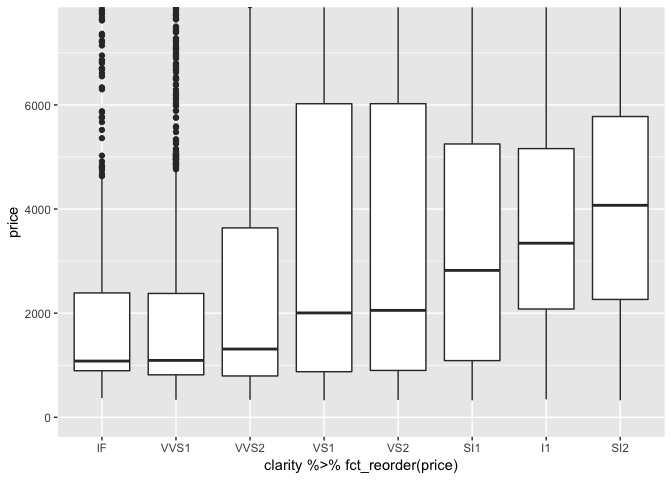 price
6000
4000
2000
0
IF VVS1 VVS2 VS1 VS2 SI1 I1 SI2
clarity %>% fct_reorder(price)